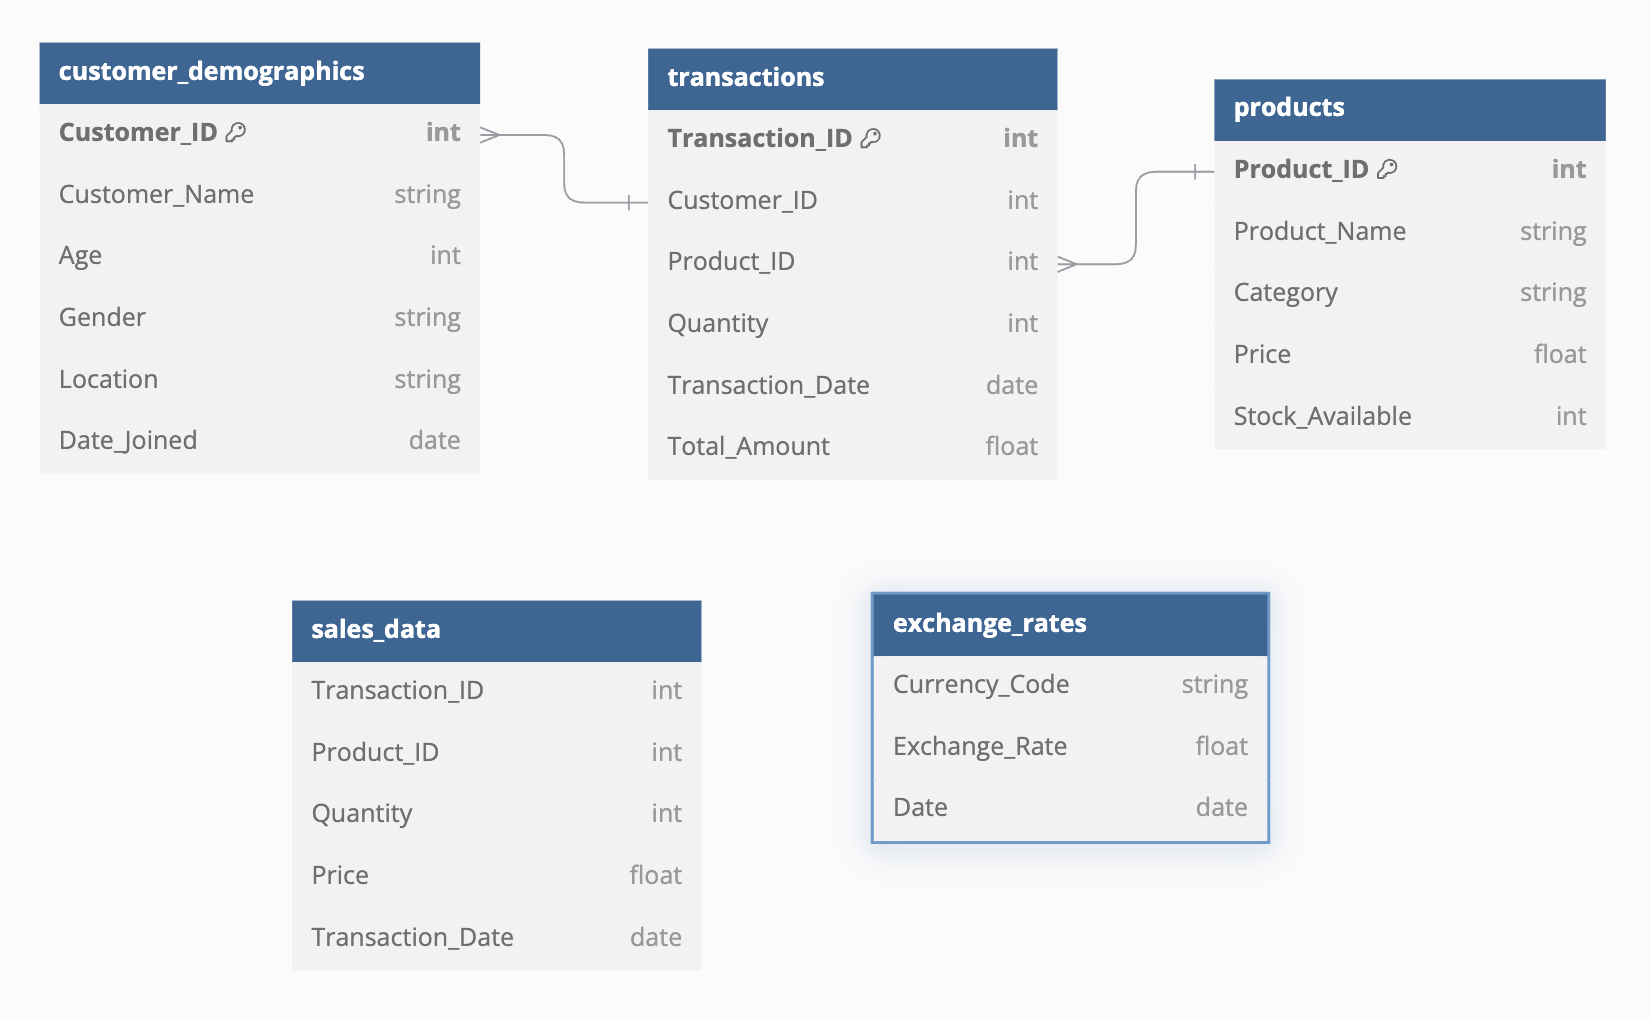 customer_demographics
Customer_ID int
Customer_Name string
Age int
Gender string
Location string
Date_Joined date
transactions
Transaction_ID int
Customer_ID int
Product_ID int
Quantity int
Transaction_Date date
Total_Amount float
products
Product_ID int
Product_Name string
Category string
Price float
Stock_Available int
sales_data
Transaction_ID int
Product_ID int
Quantity int
Price float
Transaction_Date date
exchange_rates
Currency_Code string
Exchange_Rate float
Date date